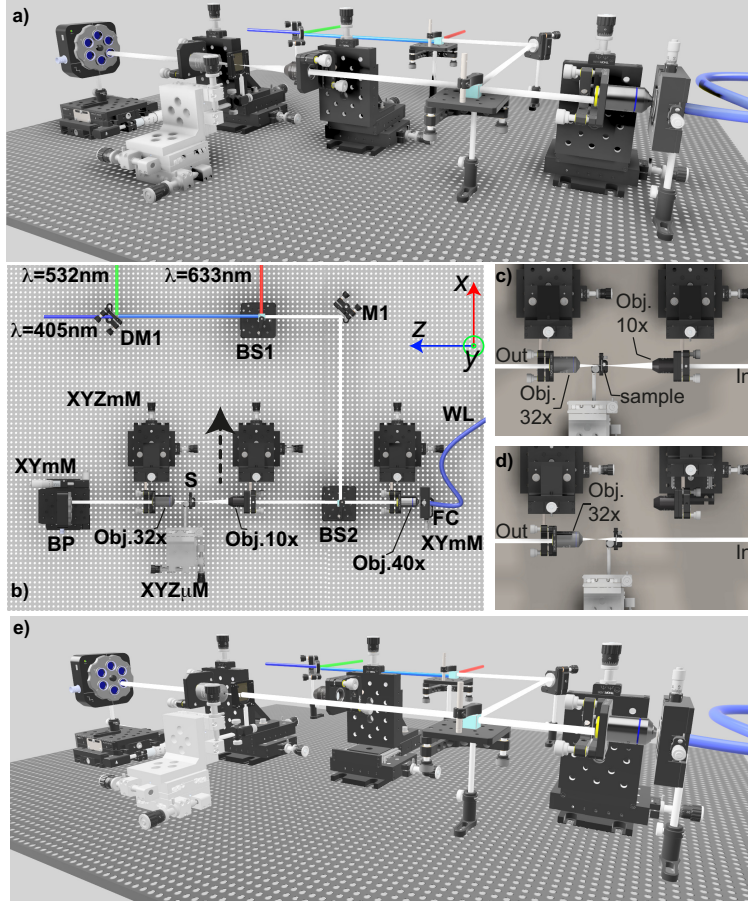 a)
λ=532nm
λ=633nm
λ=405nm
DM1
BS1
M1
x
z
y
XYZmM
WL
XYmM
S
BP
Obj.32x
Obj.10x
BS2
FC
Obj.40x
XYmM
XYZμM
b)
c)
Obj.
10x
Out
In
Obj.
32x
sample
d)
Obj.
32x
Out
In
e)